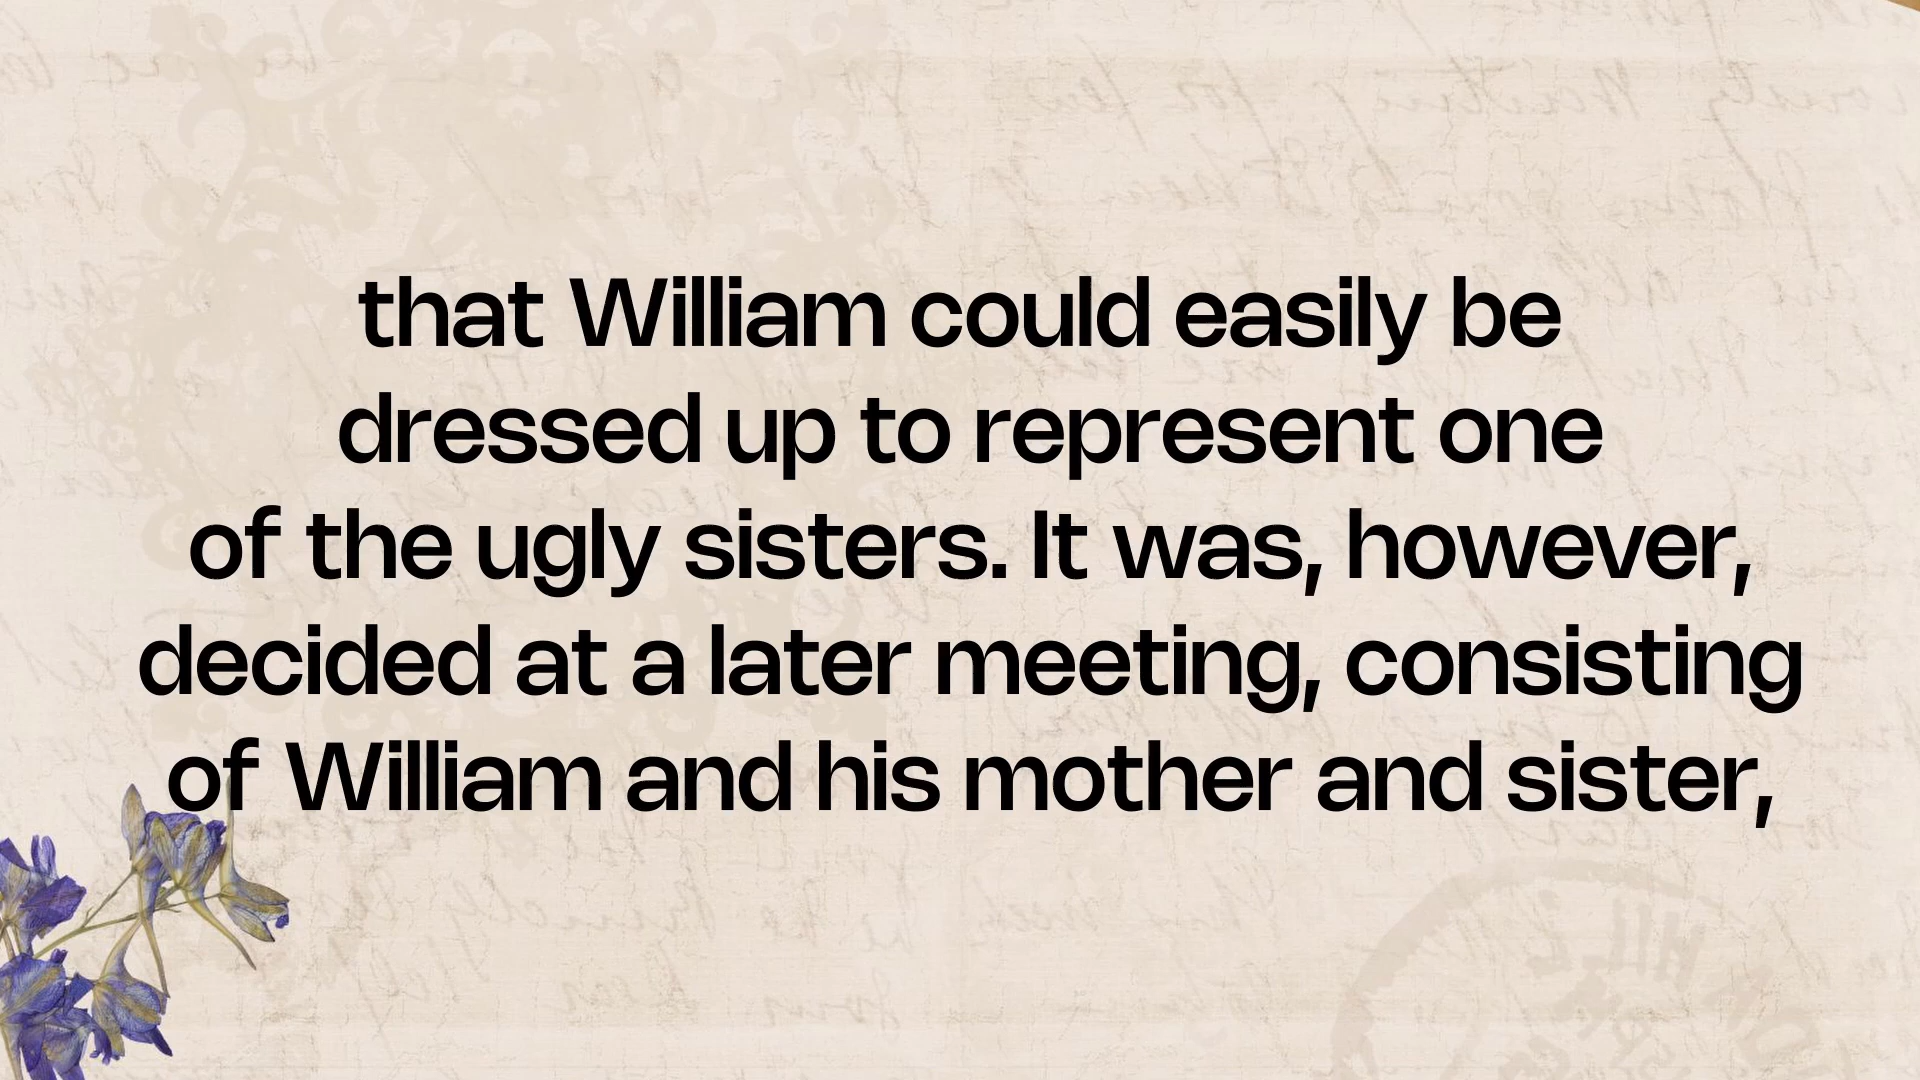 that William could easily be
dressed up to represent one
of the ugly sisters. It was, however,
decided at a later meeting, consisting
of William and his mother and sister,